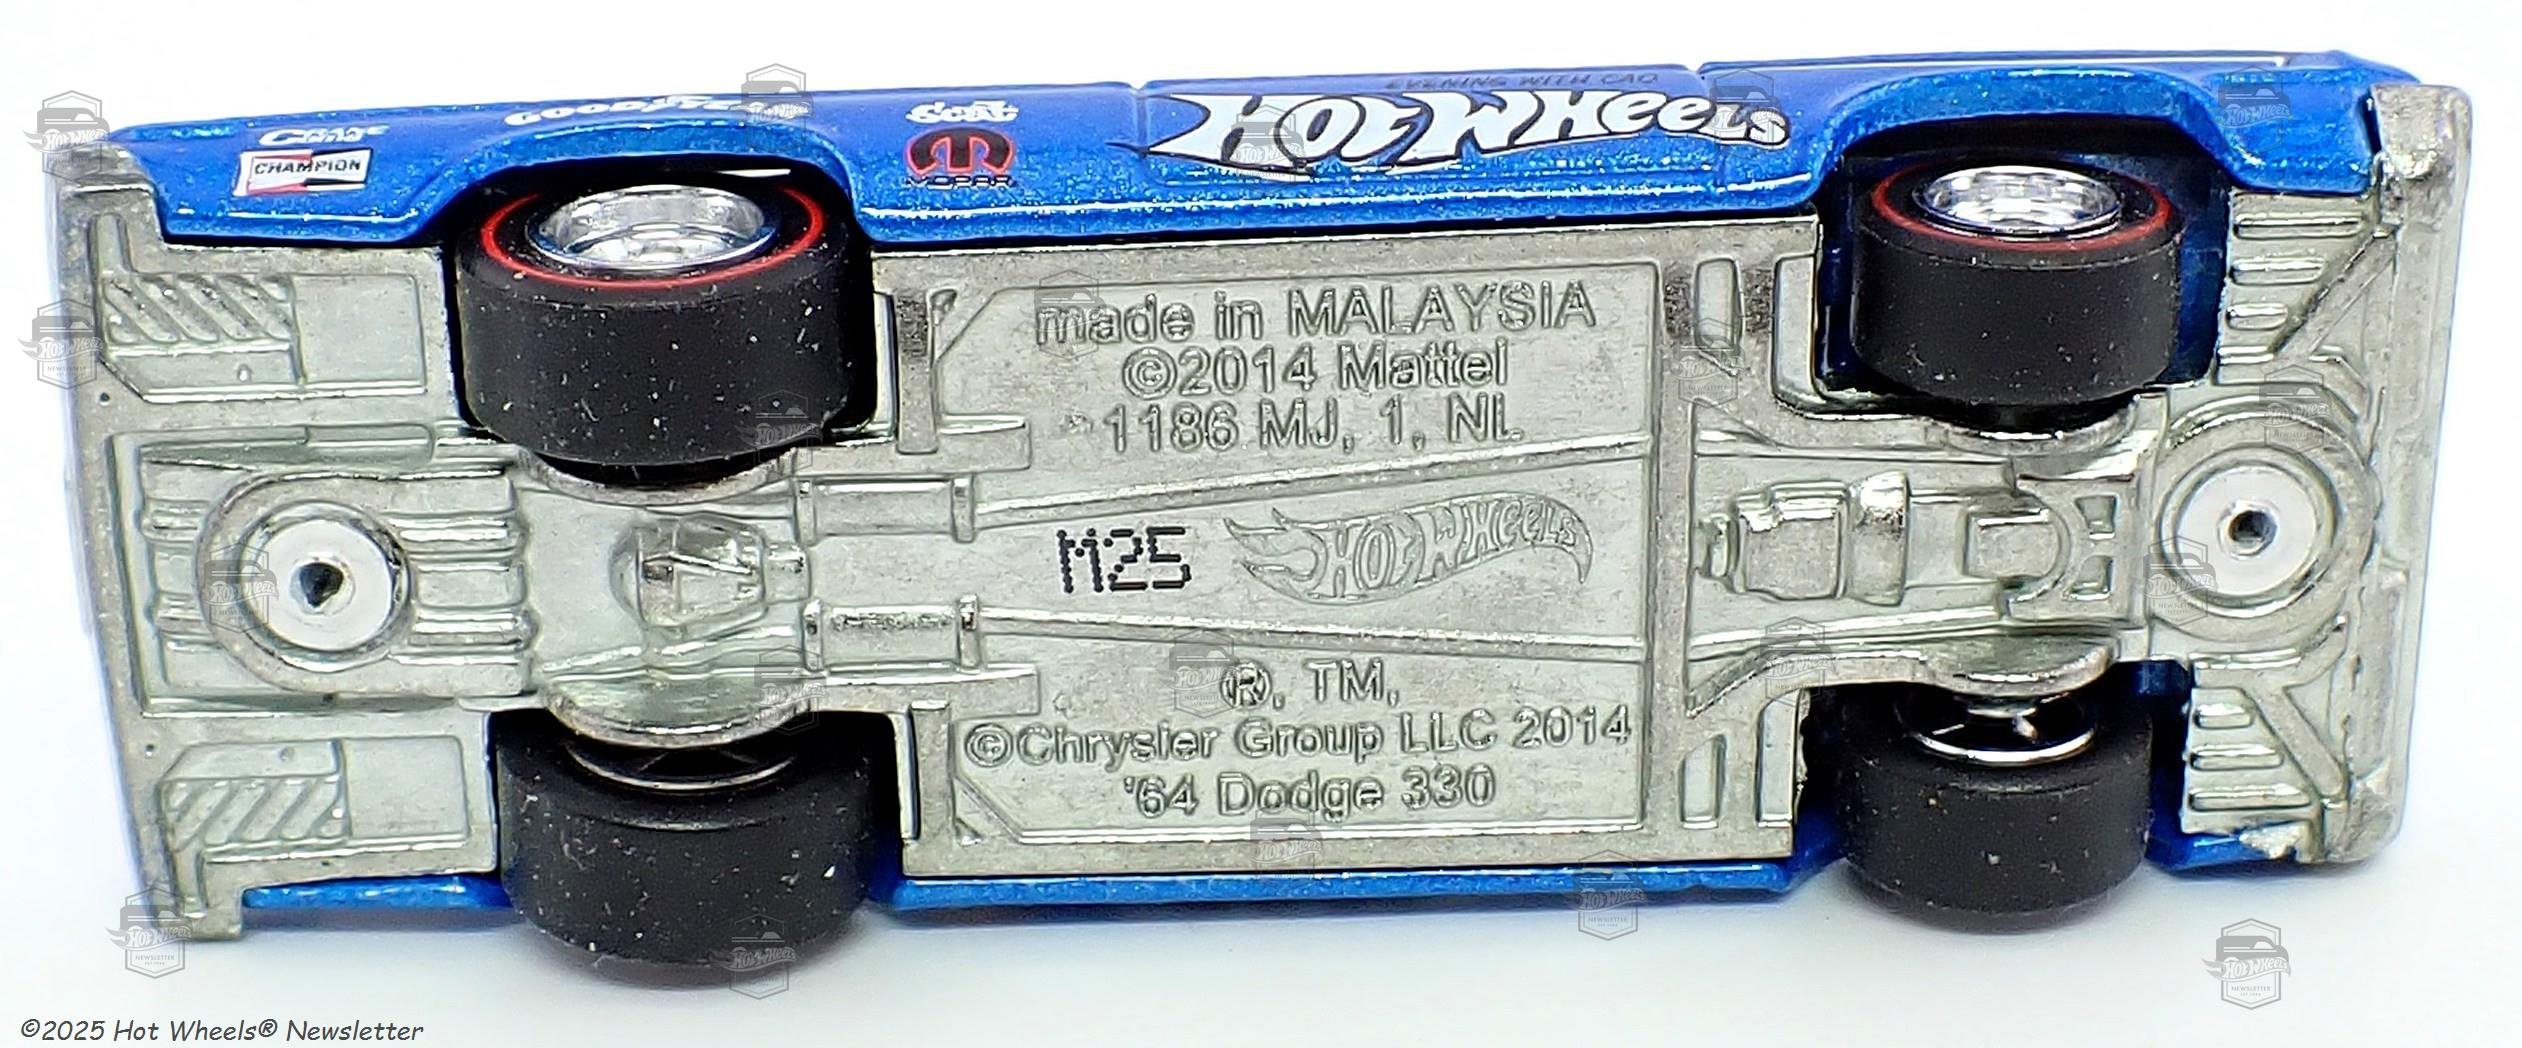 EVENING WITH CAO
HOT WHEELS
GOODYEAR
CHAMPION
MOPAR
made in MALAYSIA
©2014 Mattel
1186 MJ, 1, NL
M25
HOT WHEELS
®, TM,
©Chrysler Group LLC 2014
'64 Dodge 330
©2025 Hot Wheels® Newsletter